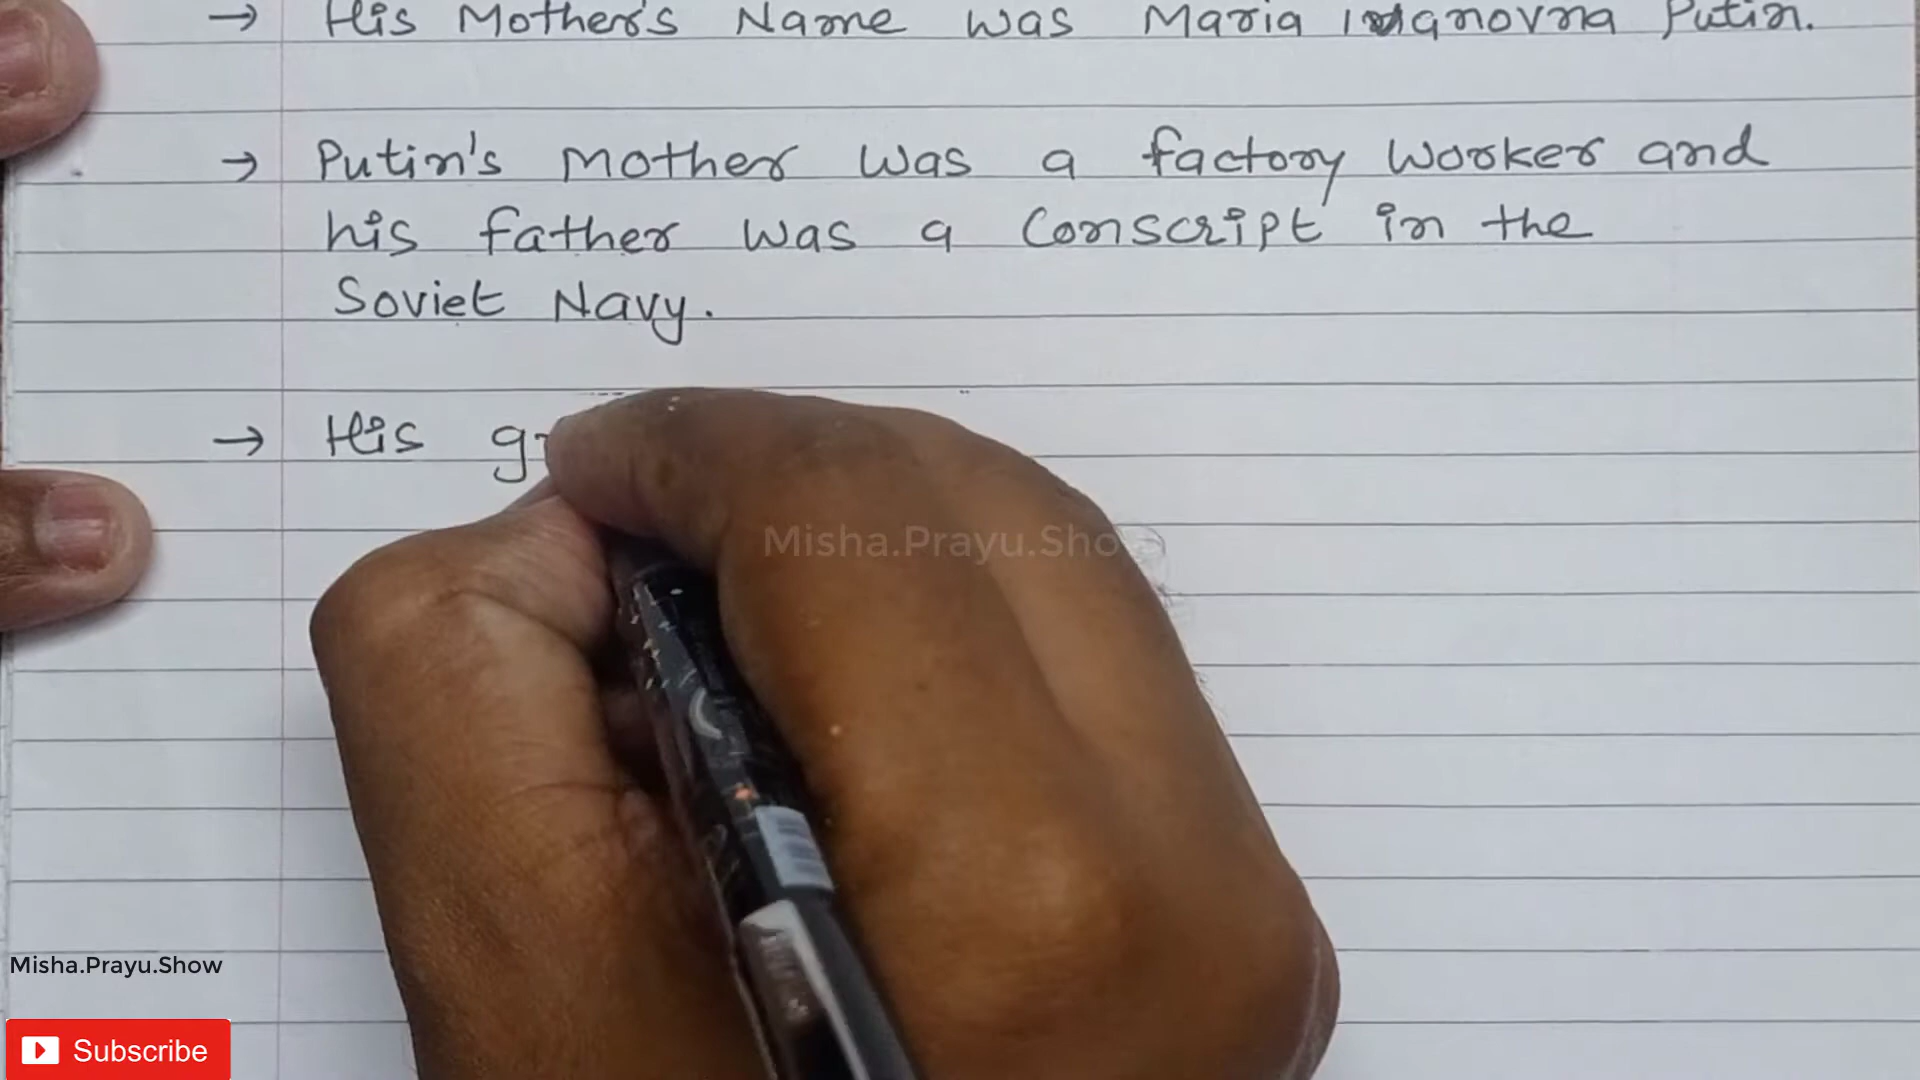 → His Mother's Name was Maria Ivanovna Putin.
→ Putin's mother was a factory worker and
his father was a Conscript in the
Soviet Navy.
→ His gr
Misha.Prayu.Sho
Misha.Prayu.Show
Subscribe